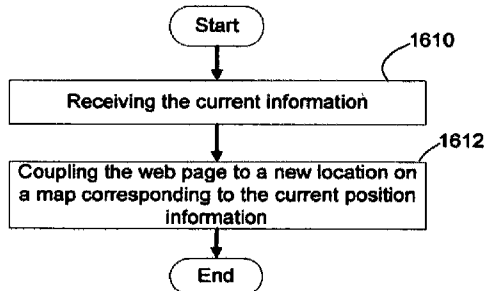 Start
1610
Receiving the current information
1612
Coupling the web page to a new location on
a map corresponding to the current position
information
End